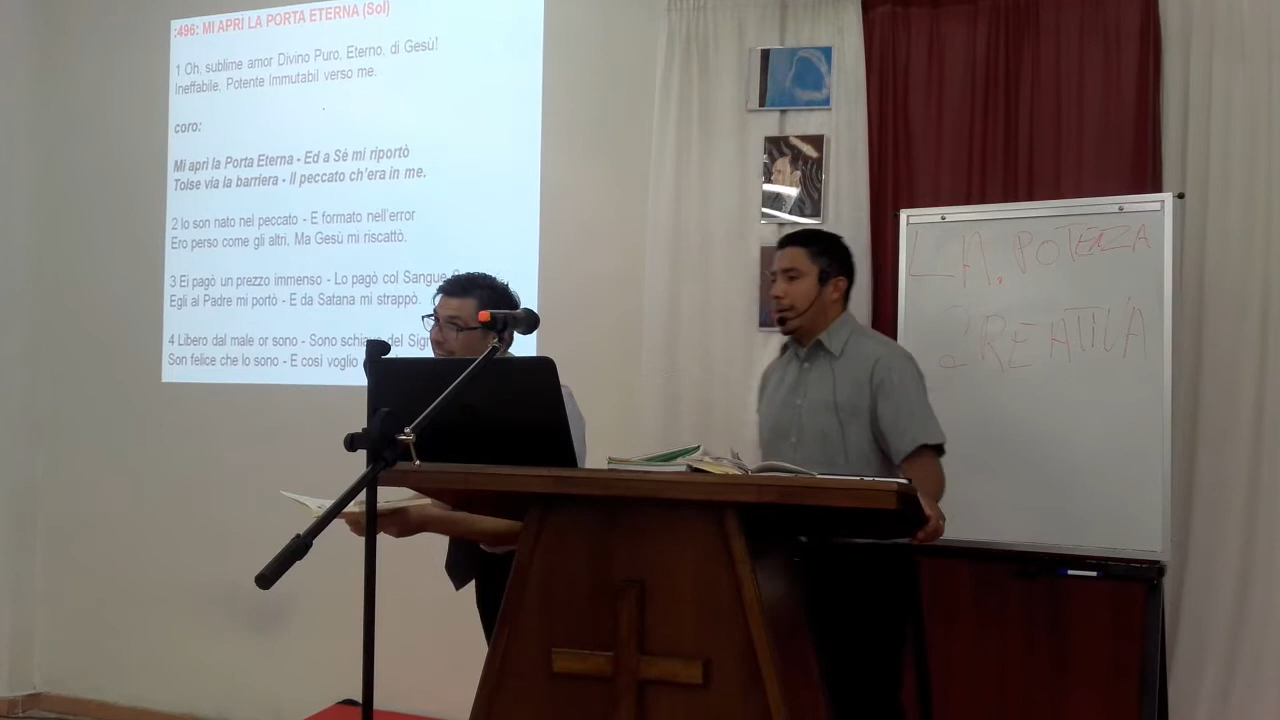 :496: MI APRÌ LA PORTA ETERNA (Sol)
1 Oh, sublime amor Divino Puro, Eterno, di Gesù!
Ineffabile, Potente Immutabil verso me.
coro:
Mi aprì la Porta Eterna - Ed a Sé mi riportò
Tolse via la barriera - Il peccato ch'era in me.
2 Io son nato nel peccato - E formato nell'error
Ero perso come gli altri, Ma Gesù mi riscattò.
3 Ei pagò un prezzo immenso - Lo pagò col Sangue
Egli al Padre mi portò - E da Satana mi strappò.
4 Libero dal male or sono - Sono schiavo del
Son felice che lo sono - E così voglio
LA POTENZA
CREATIVA